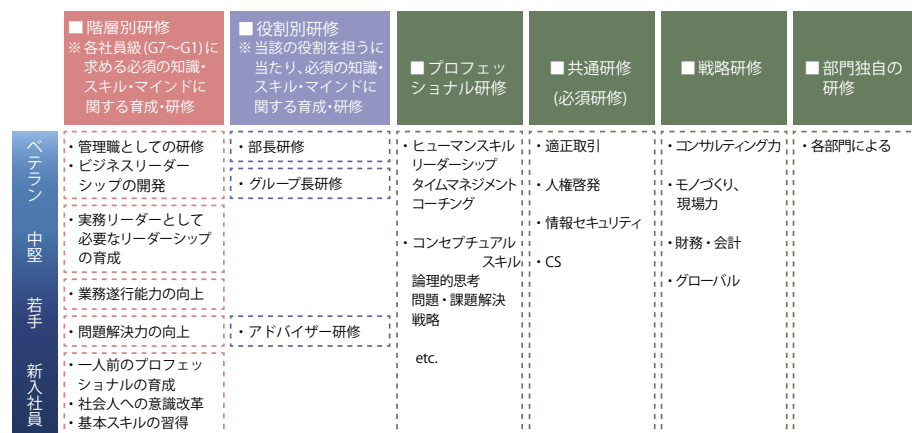 ■ 階層別研修
※ 各社員級(G7〜G1)に
求める必須の知識・
スキル・マインドに
関する育成・研修
■ 役割別研修
※ 当該の役割を担うに
当たり、必須の知識・
スキル・マインドに
関する育成・研修
■ プロフェッ
ショナル研修
■ 共通研修
(必須研修)
■ 戦略研修
■ 部門独自の
研修
ベテラン
中堅
若手
新入社員
・管理職としての研修
・ビジネスリーダー
シップの開発
・実務リーダーとして
必要なリーダーシップ
の育成
・業務遂行能力の向上
・問題解決力の向上
・一人前のプロフェッ
ショナルの育成
・社会人への意識改革
・基本スキルの習得
・部長研修
・グループ長研修
・アドバイザー研修
・ヒューマンスキル
リーダーシップ
タイムマネジメント
コーチング
・コンセプチュアル
スキル
論理的思考
問題・課題解決
戦略
etc.
・適正取引
・人権啓発
・情報セキュリティ
・CS
・コンサルティング力
・モノづくり、
現場力
・財務・会計
・グローバル
・各部門による